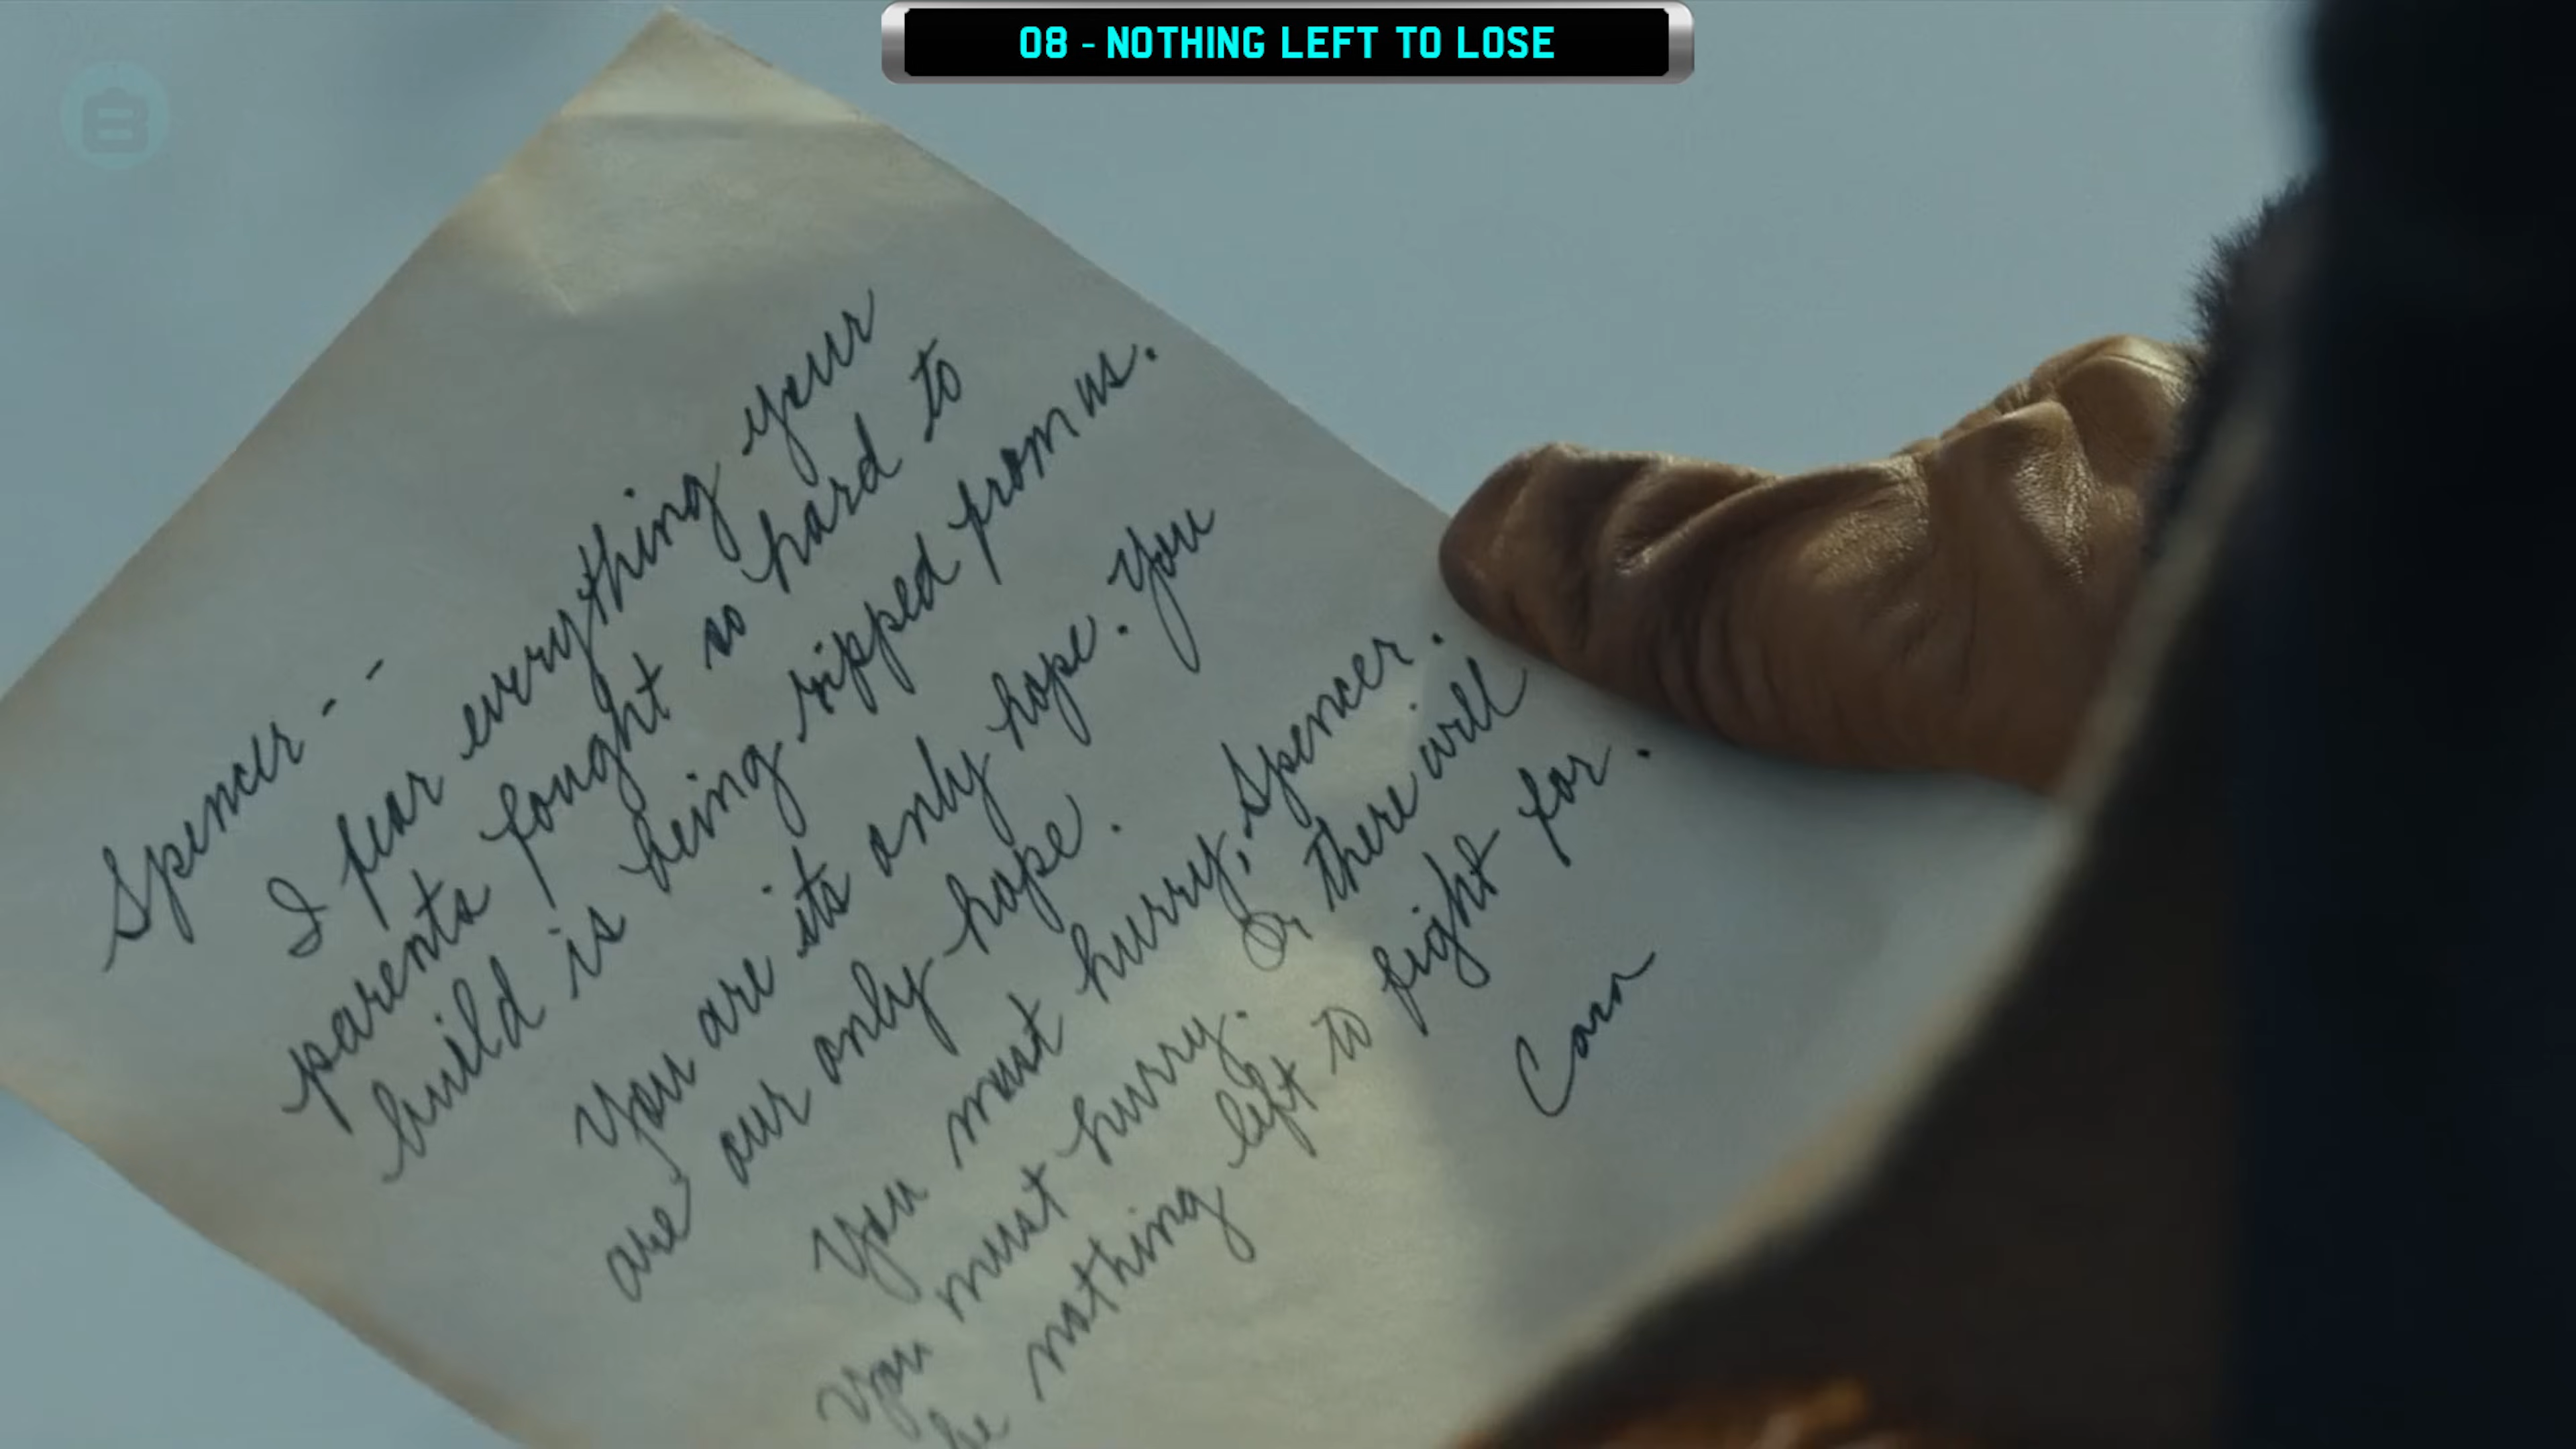 08 - NOTHING LEFT TO LOSE
B
Spencer - -
I fear everything your
parents fought so hard to
build is being ripped from us.
You are its only hope. You
are our only hope.
You must hurry, Spencer.
You must hurry. Or there will
be nothing left to fight for.
Cara